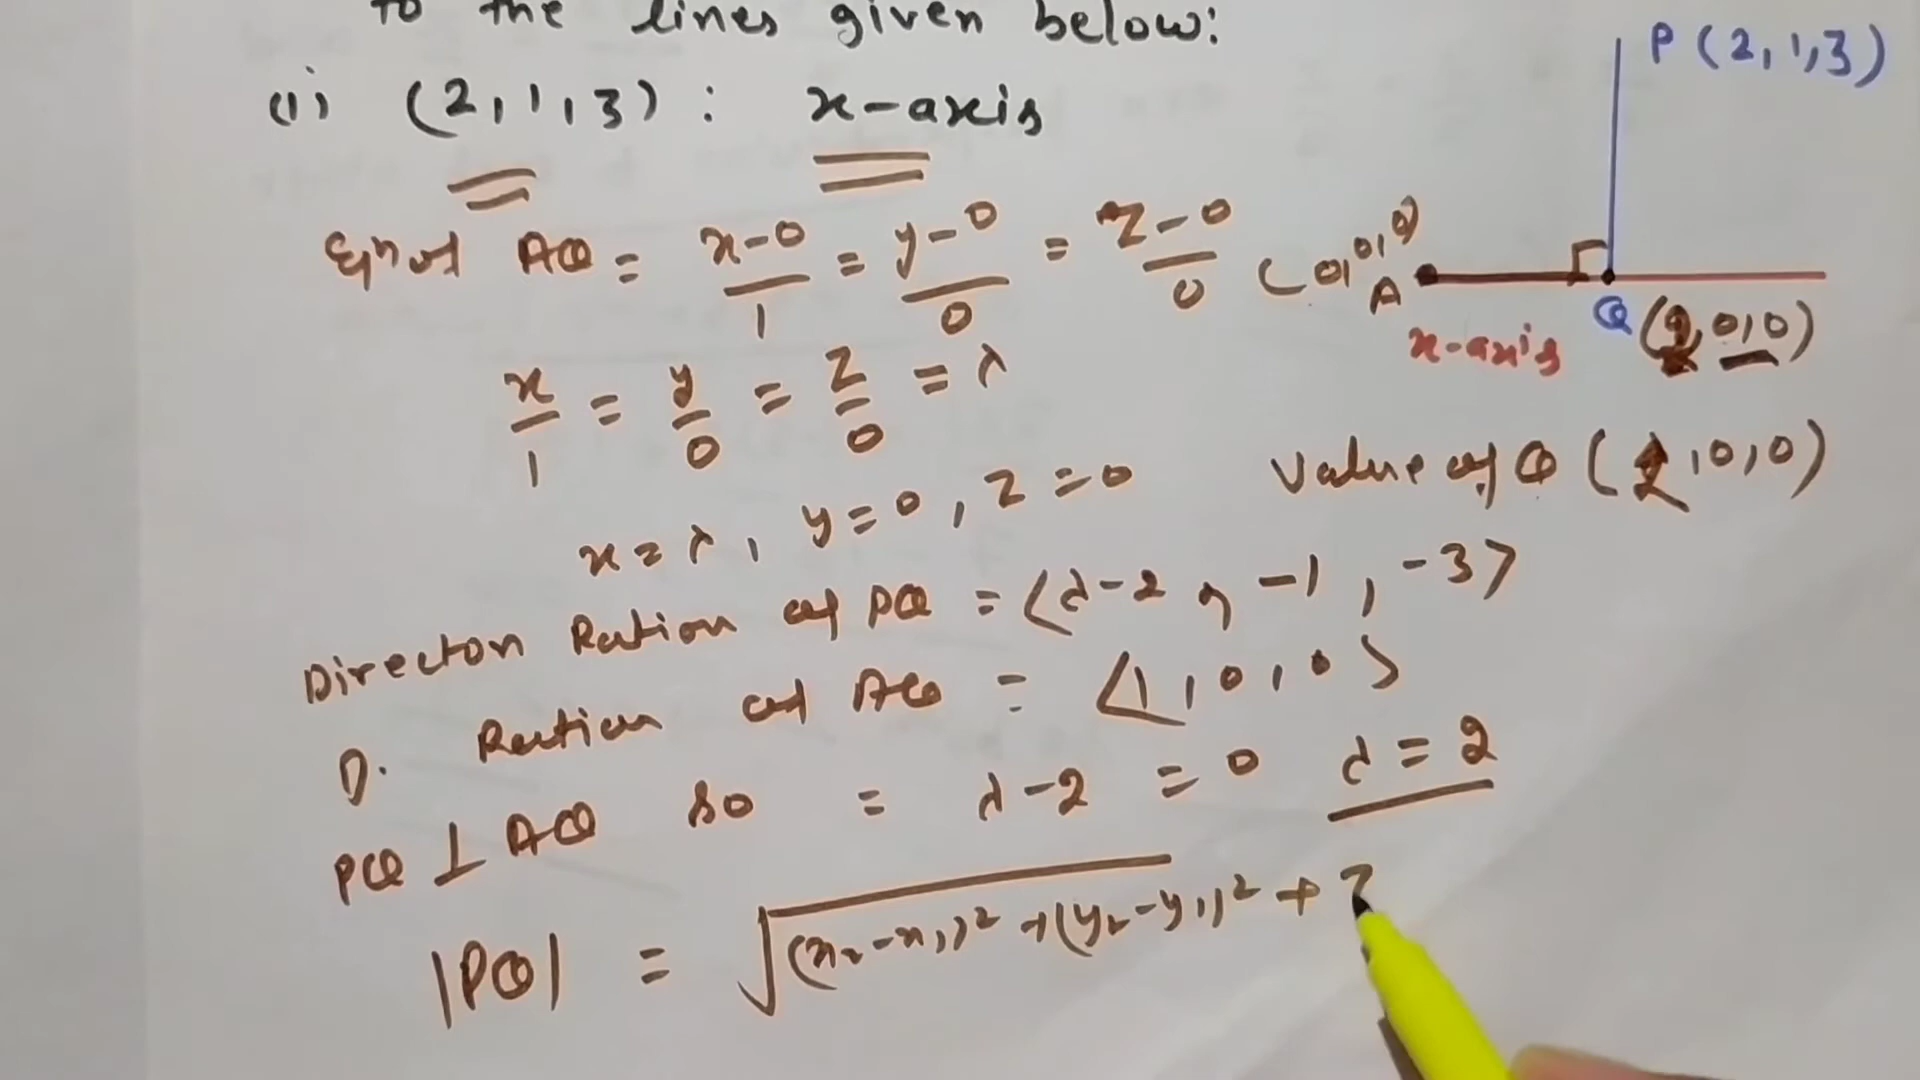 to the lines given below:
(i) (2,1,3) : x-axis
P(2,1,3)
Eqn of AQ = x-0/1 = y-0/0 = z-0/0
(0,0,0)
A
Q (2,0,0)
x-axis
x/1 = y/0 = z/0 = λ
x=λ, y=0, z=0
Value of Q (2,0,0)
Directon Ration of PQ = <λ-2, -1, -3>
D. Ration of AQ = <1,0,0>
PQ ⊥ AQ so = λ-2 = 0 λ = 2
|PQ| = √(x₂-x₁)² + (y₂-y₁)² + z